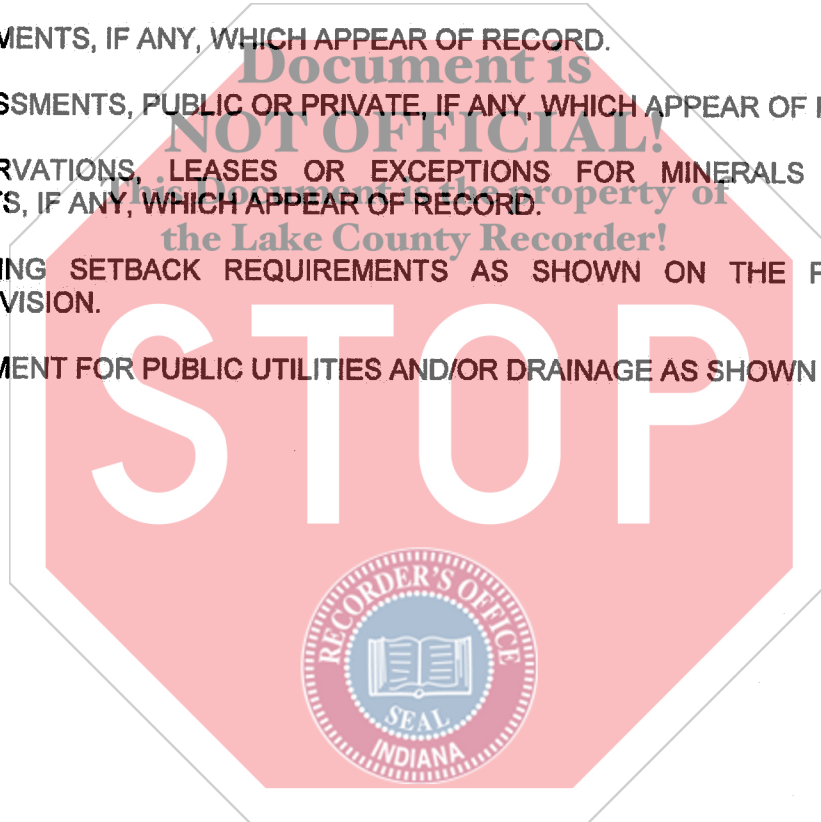 MENTS, IF ANY, WHICH APPEAR OF RECORD.
Document is
SSMENTS, PUBLIC OR PRIVATE, IF ANY, WHICH APPEAR OF
NOT OFFICIAL!
RVATIONS, LEASES OR EXCEPTIONS FOR MINERALS
This Document is the property of
TS, IF ANY, WHICH APPEAR OF RECORD.
the Lake County Recorder!
ING SETBACK REQUIREMENTS AS SHOWN ON THE
VISION.
MENT FOR PUBLIC UTILITIES AND/OR DRAINAGE AS SHOWN
STOP
RECORDER'S OFFICE
SEAL
INDIANA